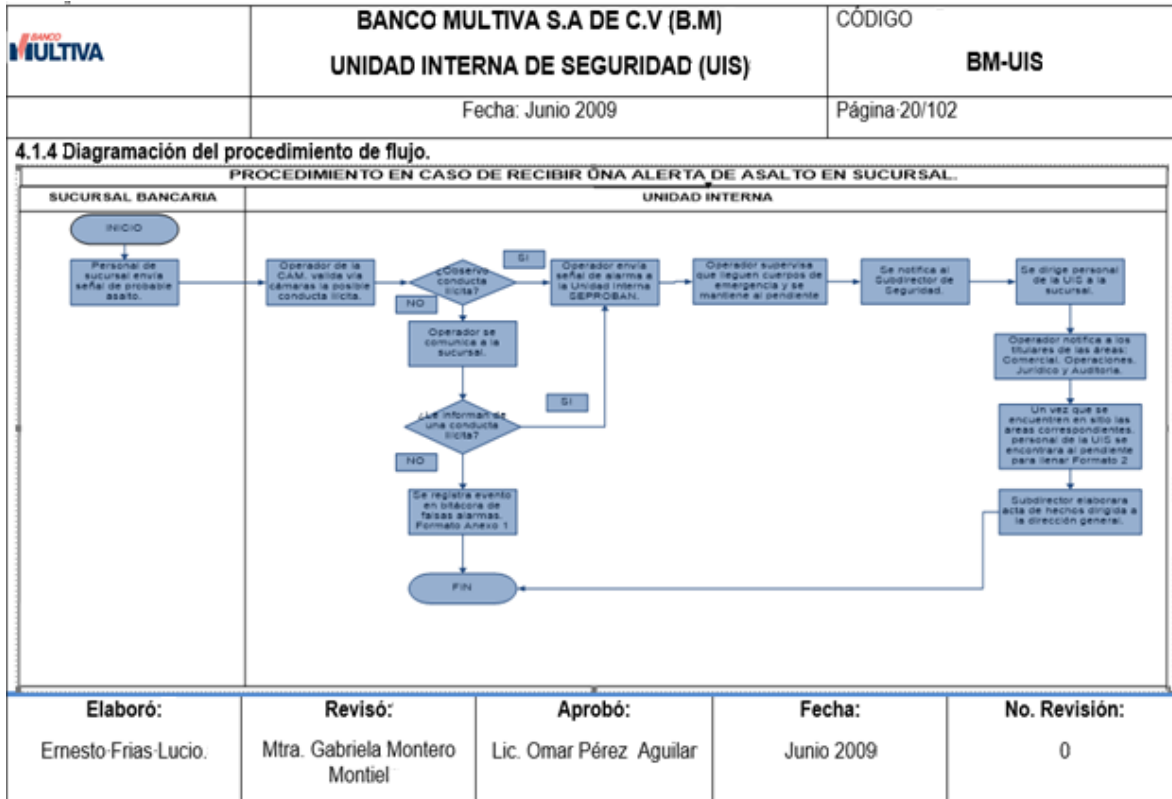 BANCO
MULTIVA
BANCO MULTIVA S.A DE C.V (B.M)
UNIDAD INTERNA DE SEGURIDAD (UIS)
CÓDIGO
BM-UIS
Fecha: Junio 2009
Página 20/102
4.1.4 Diagramación del procedimiento de flujo.
PROCEDIMIENTO EN CASO DE RECIBIR UNA ALERTA DE ASALTO EN SUCURSAL.
SUCURSAL BANCARIA
UNIDAD INTERNA
INICIO
Personal de
sucursal envía
señal de probable
asalto.
Operador de la
CAM. valida vía
cámaras la posible
conducta ilícita.
¿Observo
conducta
ilícita?
SI
NO
Operador envía
señal de alarma a
la Unidad Interna
SEPROBAN.
Operador supervisa
que lleguen cuerpos de
emergencia y se
mantiene al pendiente
Se notifica al
Subdirector de
Seguridad.
Se dirige personal
de la UIS a la
sucursal.
Operador se
comunica a la
sucursal.
Operador notifica a los
titulares de las áreas:
Comercial, Operaciones,
Jurídico y Auditoria.
¿Le informan de
una conducta
ilícita?
SI
NO
Un vez que se
encuentren en sitio las
areas correspondientes,
personal de la UIS se
encontrara al pendiente
para llenar Formato 2
Se registra evento
en bitácora de
falsas alarmas.
Formato Anexo 1
Subdirector elaborara
acta de hechos dirigida a
la dirección general.
FIN
Elaboró:
Ernesto Frias Lucio.
Revisó:
Mtra. Gabriela Montero
Montiel
Aprobó:
Lic. Omar Pérez Aguilar
Fecha:
Junio 2009
No. Revisión:
0